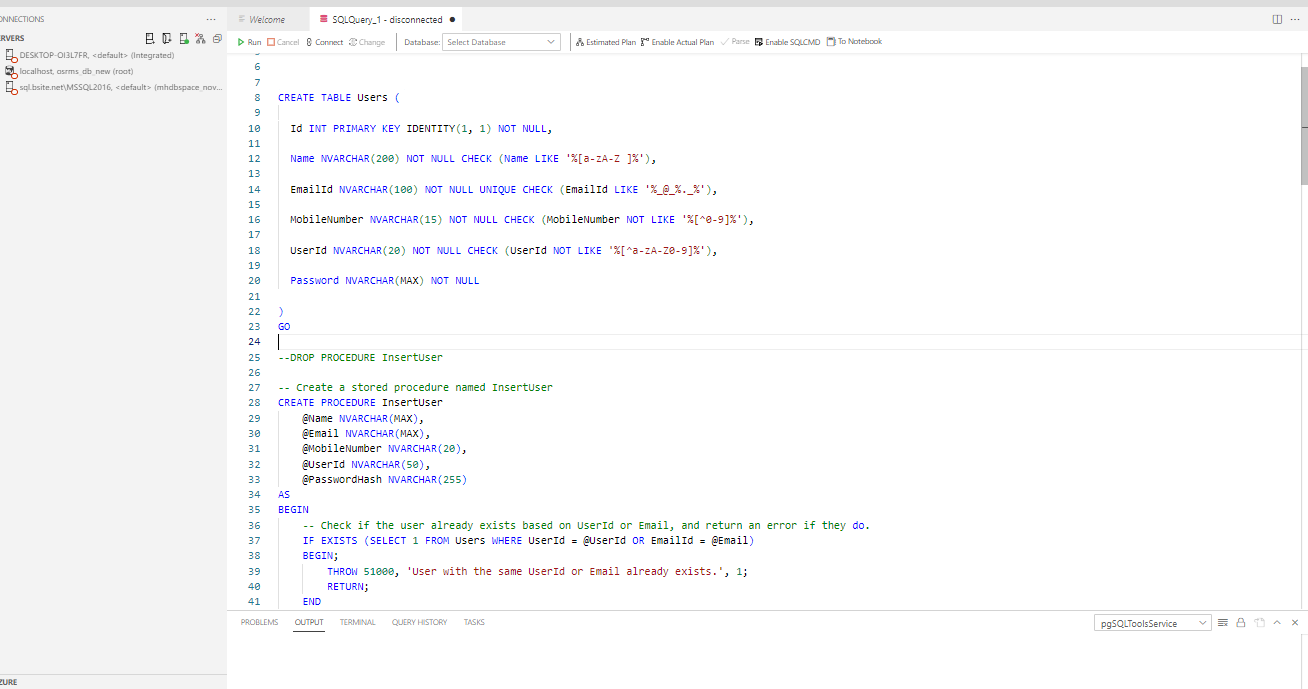 ONNECTIONS
ERVERS
DESKTOP-OI3L7FR, <default> (Integrated)
localhost, osrms_db_new (root)
sql.bsite.net\MSSQL2016, <default> (mhdbspace_nov...
ZURE
Welcome
SQLQuery_1 - disconnected
Run Cancel Connect Change Database: Select Database Estimated Plan Enable Actual Plan Parse Enable SQLCMD To Notebook
6
7
8 CREATE TABLE Users (
9
10 Id INT PRIMARY KEY IDENTITY(1, 1) NOT NULL,
11
12 Name NVARCHAR(200) NOT NULL CHECK (Name LIKE '%[a-zA-Z ]%'),
13
14 EmailId NVARCHAR(100) NOT NULL UNIQUE CHECK (EmailId LIKE '%_@_%._%'),
15
16 MobileNumber NVARCHAR(15) NOT NULL CHECK (MobileNumber NOT LIKE '%[^0-9]%'),
17
18 UserId NVARCHAR(20) NOT NULL CHECK (UserId NOT LIKE '%[^a-zA-Z0-9]%'),
19
20 Password NVARCHAR(MAX) NOT NULL
21
22 )
23 GO
24
25 --DROP PROCEDURE InsertUser
26
27 -- Create a stored procedure named InsertUser
28 CREATE PROCEDURE InsertUser
29 @Name NVARCHAR(MAX),
30 @Email NVARCHAR(MAX),
31 @MobileNumber NVARCHAR(20),
32 @UserId NVARCHAR(50),
33 @PasswordHash NVARCHAR(255)
34 AS
35 BEGIN
36 -- Check if the user already exists based on UserId or Email, and return an error if they do.
37 IF EXISTS (SELECT 1 FROM Users WHERE UserId = @UserId OR EmailId = @Email)
38 BEGIN;
39 THROW 51000, 'User with the same UserId or Email already exists.', 1;
40 RETURN;
41 END
PROBLEMS OUTPUT TERMINAL QUERY HISTORY TASKS
pgSQLToolsService